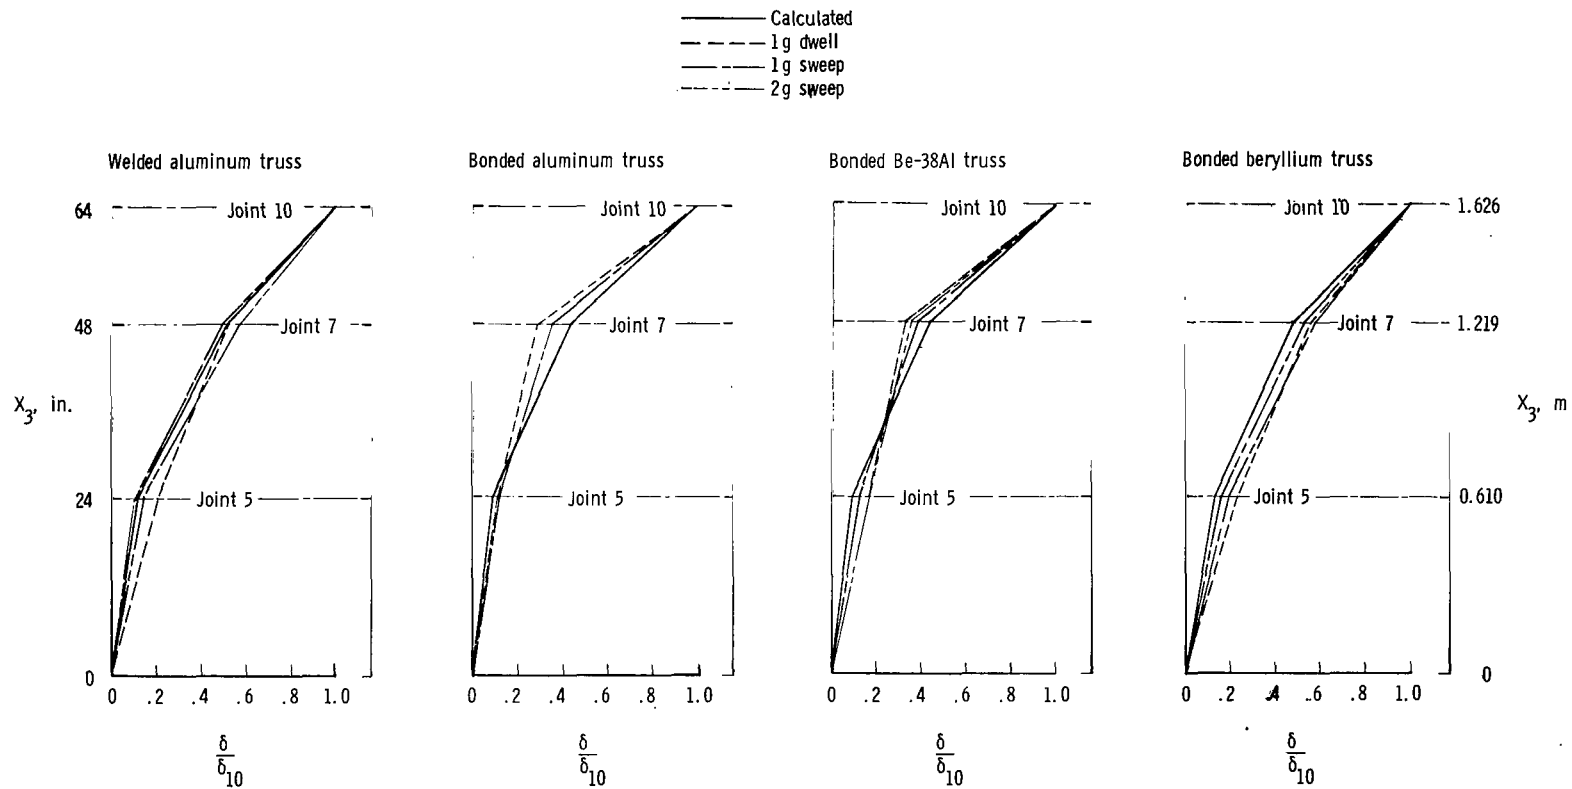 Calculated
1g dwell
1g sweep
2g sweep
Welded aluminum truss
Bonded aluminum truss
Bonded Be-38Al truss
Bonded beryllium truss
64
Joint 10
Joint 10
Joint 10
Joint 10
1.626
48
Joint 7
Joint 7
Joint 7
Joint 7
1.219
X3, in.
X3, m
24
Joint 5
Joint 5
Joint 5
Joint 5
0.610
0
0
0 .2 .4 .6 .8 1.0
0 .2 .4 .6 .8 1.0
0 .2 .4 .6 .8 1.0
0 .2 .4 .6 .8 1.0
δ
δ10
δ
δ10
δ
δ10
δ
δ10